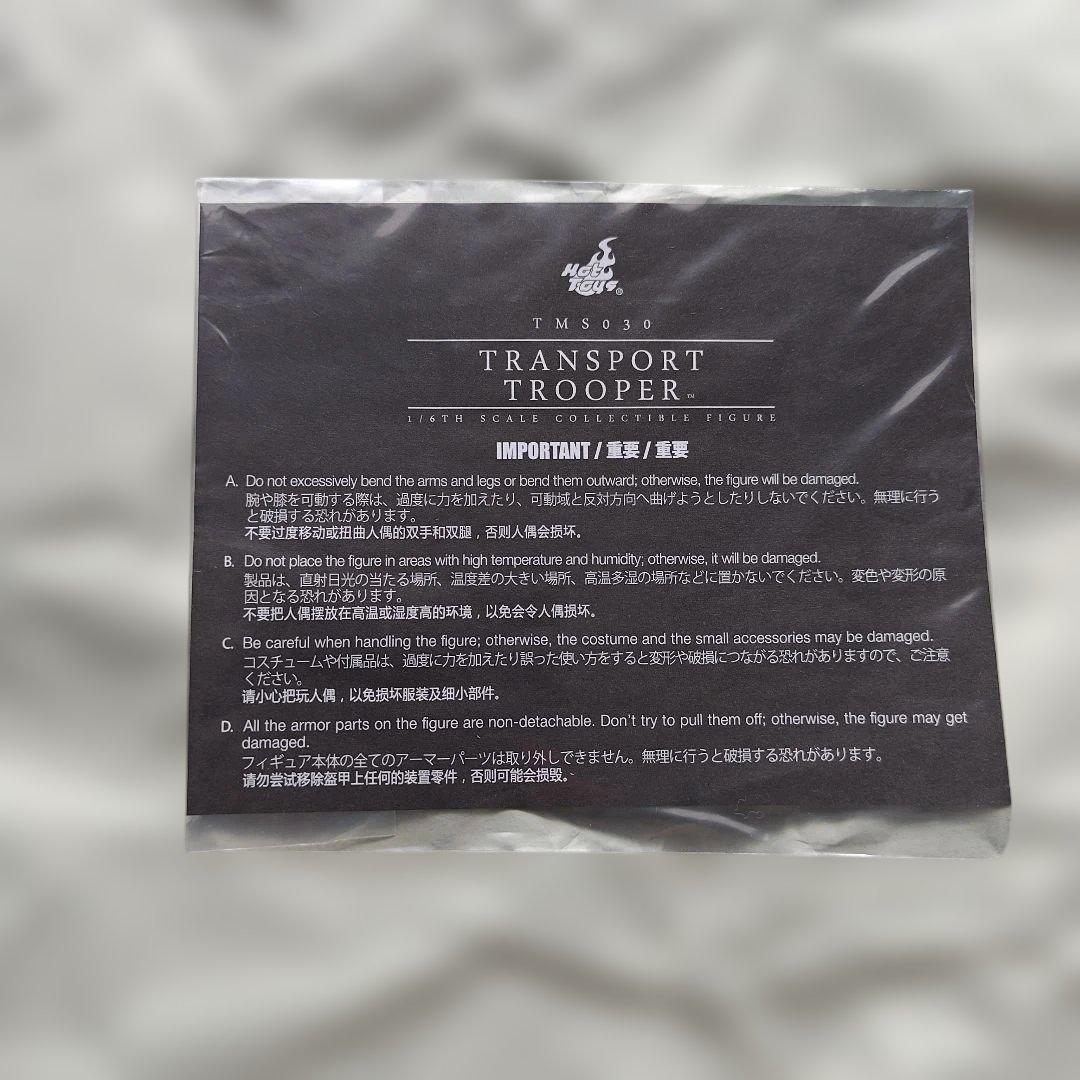 Hot
Toys®
TMS030
TRANSPORT
TROOPER™
1/6TH SCALE COLLECTIBLE FIGURE
IMPORTANT / 重要 / 重要
A. Do not excessively bend the arms and legs or bend them outward; otherwise, the figure will be damaged.
腕や膝を可動する際は、過度に力を加えたり、可動域と反対方向へ曲げようとしたりしないでください。無理に行う
と破損する恐れがあります。
不要过度移动或扭曲人偶的双手和双腿，否则人偶会损坏。
B. Do not place the figure in areas with high temperature and humidity; otherwise, it will be damaged.
製品は、直射日光の当たる場所、温度差の大きい場所、高温多湿の場所などに置かないでください。変色や変形の原
因となる恐れがあります。
不要把人偶摆放在高温或湿度高的环境，以免会令人偶损坏。
C. Be careful when handling the figure; otherwise, the costume and the small accessories may be damaged.
コスチュームや付属品は、過度に力を加えたり誤った使い方をすると変形や破損につながる恐れがありますので、ご注意
ください。
请小心把玩人偶，以免损坏服装及细小部件。
D. All the armor parts on the figure are non-detachable. Don't try to pull them off; otherwise, the figure may get
damaged.
フィギュア本体の全てのアーマーパーツは取り外しできません。無理に行うと破損する恐れがあります。
请勿尝试移除盔甲上任何的装置零件，否则可能会损毁。